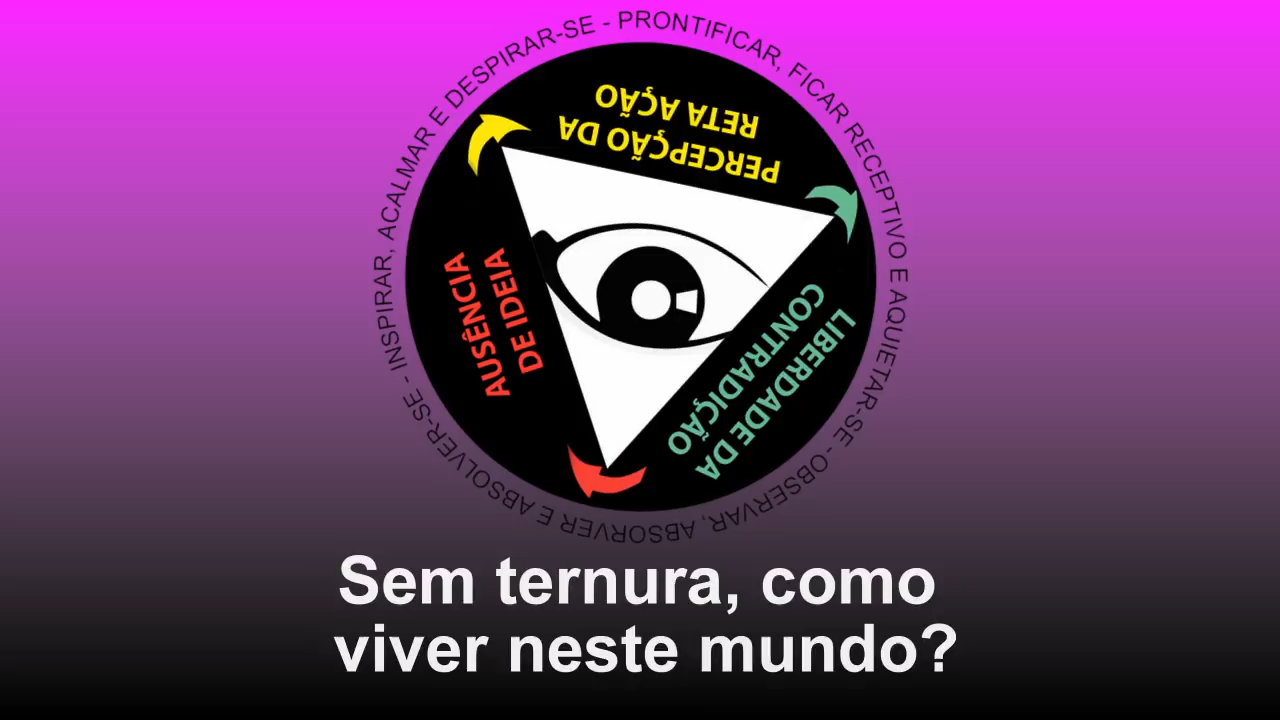 INSPIRAR, ACALMAR E DESPIRAR-SE - PRONTIFICAR, FICAR RECEPTIVO E AQUIETAR-SE - OBSERVAR, ABSORVER E ABSOLVER-SE -
PERCEPÇÃO DA
RETA AÇÃO
LIBERDADE DA
CONTRADIÇÃO
AUSÊNCIA
DE IDEIA
Sem ternura, como
viver neste mundo?